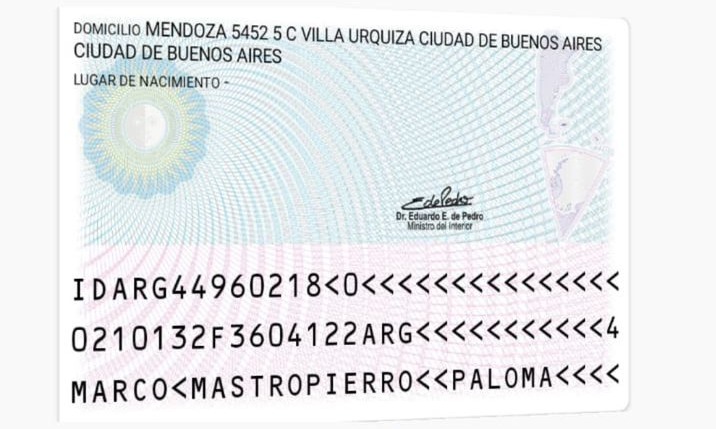 DOMICILIO MENDOZA 5452 5 C VILLA URQUIZA CIUDAD DE BUENOS AIRES
CIUDAD DE BUENOS AIRES
LUGAR DE NACIMIENTO -
EdePedro
Dr. Eduardo E. de Pedro
Ministro del Interior
IDARG44960218<0<<<<<<<<<<<<<<<
0210132F3604122ARG<<<<<<<<<<<4
MARCO<MASTROPIERRO<<PALOMA<<<<